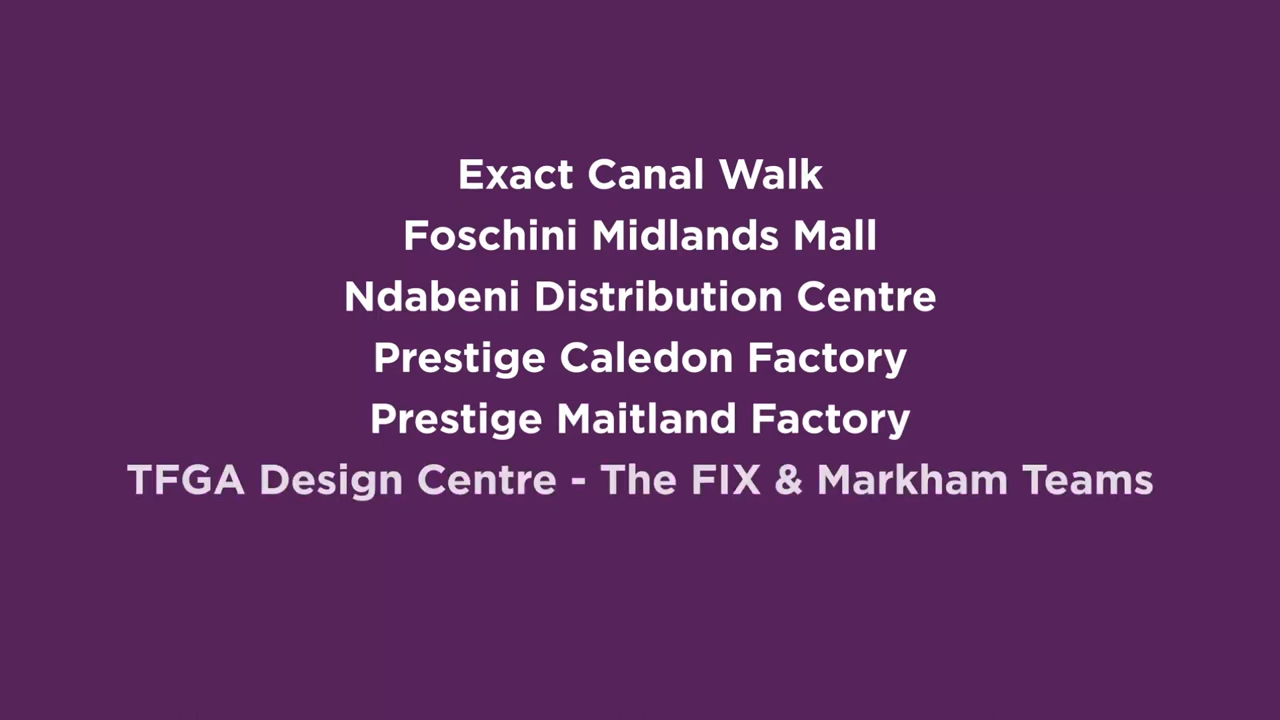 Exact Canal Walk
Foschini Midlands Mall
Ndabeni Distribution Centre
Prestige Caledon Factory
Prestige Maitland Factory
TFGA Design Centre - The FIX & Markham Teams